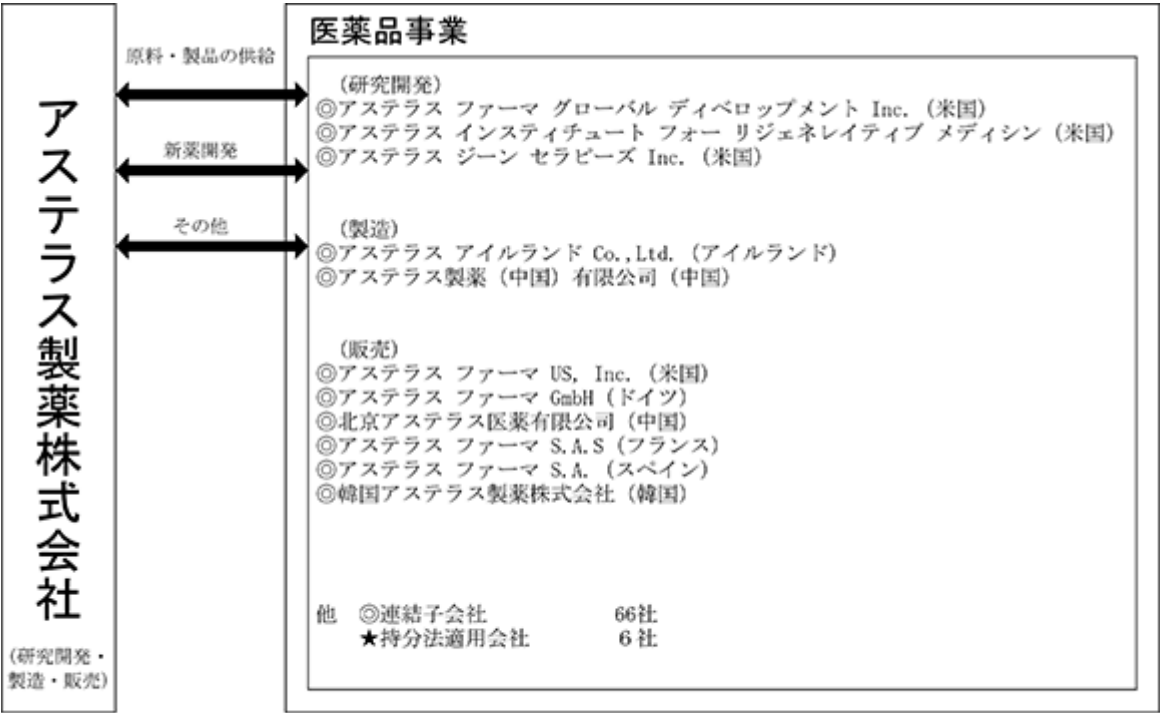 アステラス製薬株式会社
(研究開発・
製造・販売)
原料・製品の供給
新薬開発
その他
医薬品事業
(研究開発)
◎アステラス ファーマ グローバル ディベロップメント Inc. (米国)
◎アステラス インスティチュート フォー リジェネレイティブ メディシン (米国)
◎アステラス ジーン セラピーズ Inc. (米国)
(製造)
◎アステラス アイルランド Co.,Ltd. (アイルランド)
◎アステラス製薬 (中国) 有限公司 (中国)
(販売)
◎アステラス ファーマ US, Inc. (米国)
◎アステラス ファーマ GmbH (ドイツ)
◎北京アステラス医薬有限公司 (中国)
◎アステラス ファーマ S.A.S (フランス)
◎アステラス ファーマ S.A. (スペイン)
◎韓国アステラス製薬株式会社 (韓国)
他 ◎連結子会社 66社
★持分法適用会社 6社